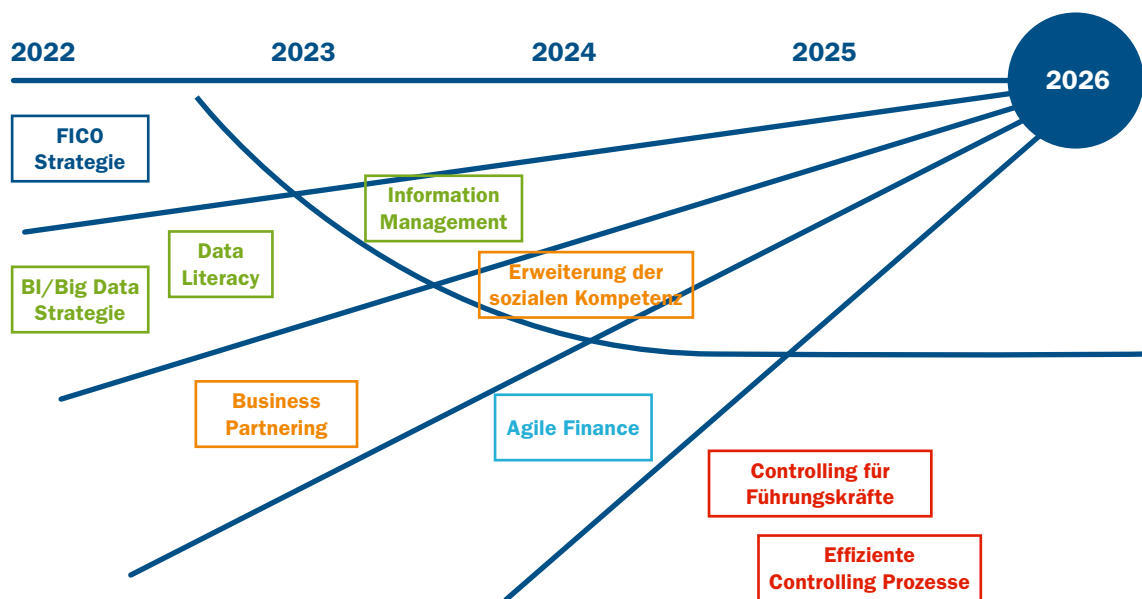 2022
2023
2024
2025
2026
FICO
Strategie
Information
Management
Data
Literacy
BI/Big Data
Strategie
Erweiterung der
sozialen Kompetenz
Business
Partnering
Agile Finance
Controlling für
Führungskräfte
Effiziente
Controlling Prozesse